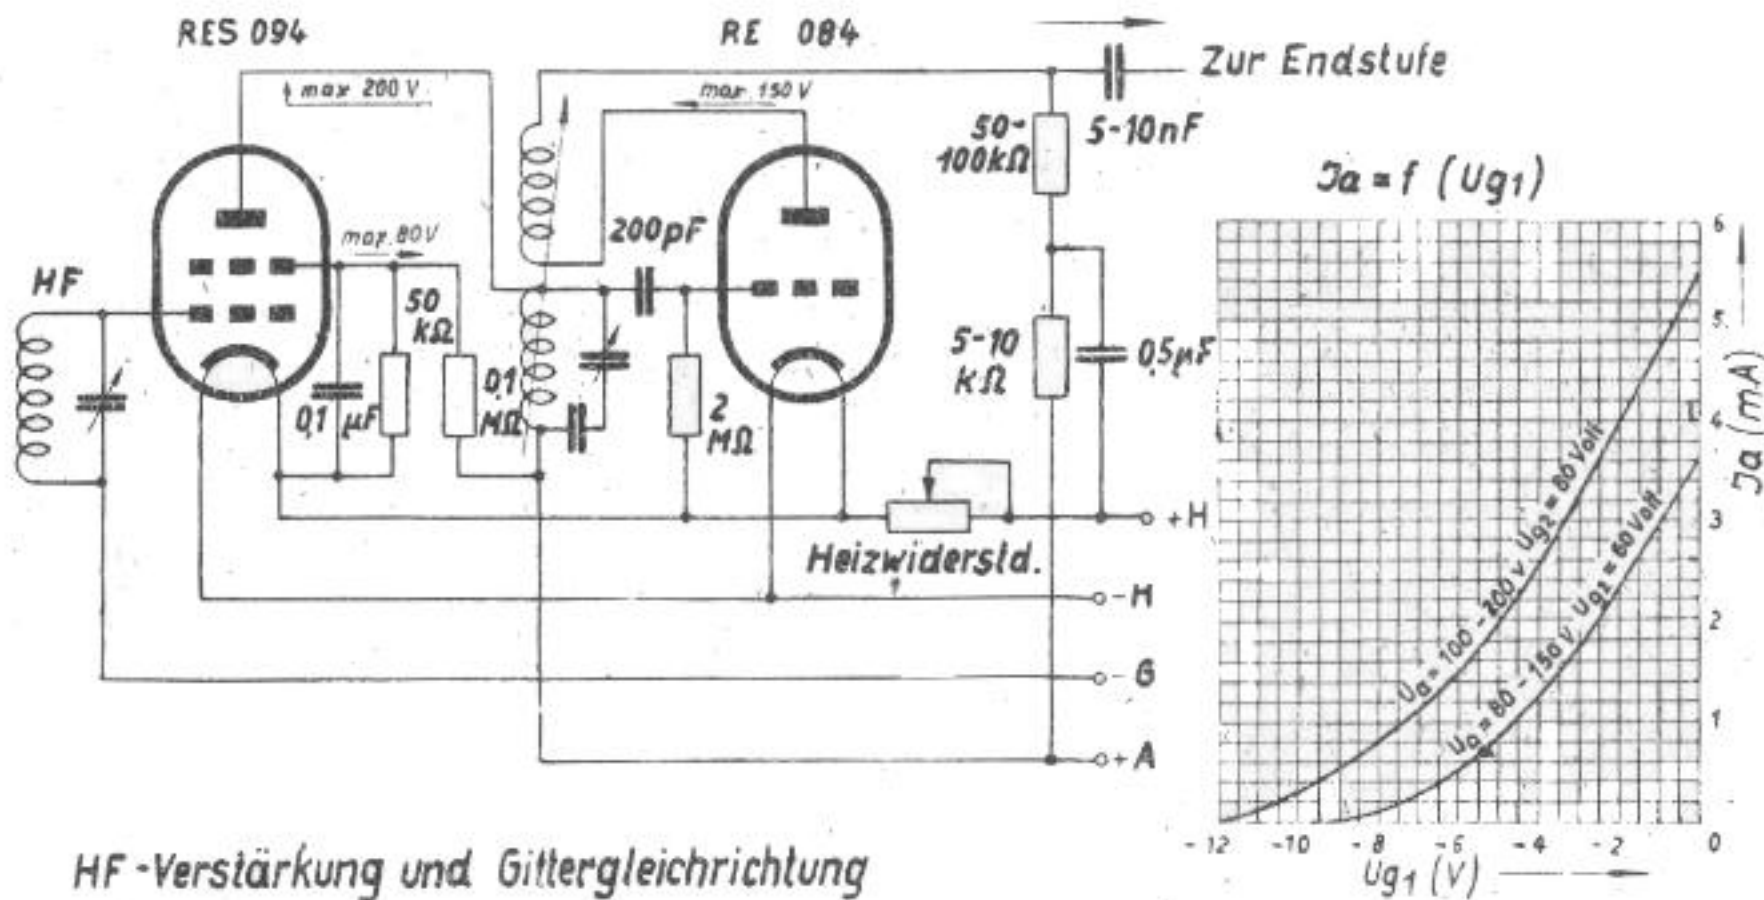 RES 094
RE 084
Zur Endstufe
max 200 V
max. 150 V
5-10nF
50-
100kΩ
Ja = f (Ug1)
max. 80V
200pF
HF
50
kΩ
0,1 µF
0,1
MΩ
2
MΩ
5-10
kΩ
0,5µF
+H
Heizwiderstd.
-H
-G
+A
6
5
4
3
2
1
0
Ja (mA)
Ua = 100 - 200 V Ug2 = 80 Volt
Ua = 80 - 150 V Ug2 = 60 Volt
-12 -10 -8 -6 -4 -2
Ug1 (V)
HF-Verstärkung und Gittergleichrichtung